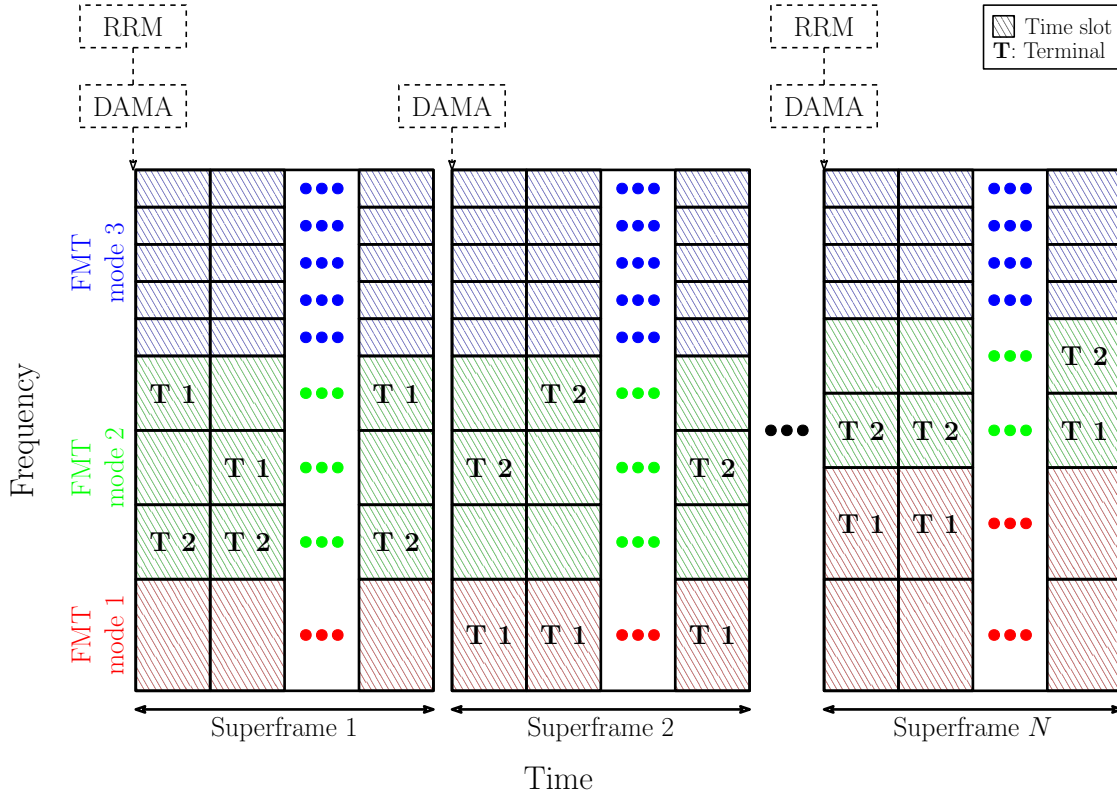 RRM
RRM
Time slot
T: Terminal
DAMA
DAMA
DAMA
FMT
mode 3
T 2
T 1
T 1
T 2
T 2
T 2
T 1
Frequency
FMT
mode 2
T 1
T 2
T 2
T 1
T 1
T 2
T 2
T 2
FMT
mode 1
T 1
T 1
T 1
Superframe 1
Superframe 2
Superframe N
Time